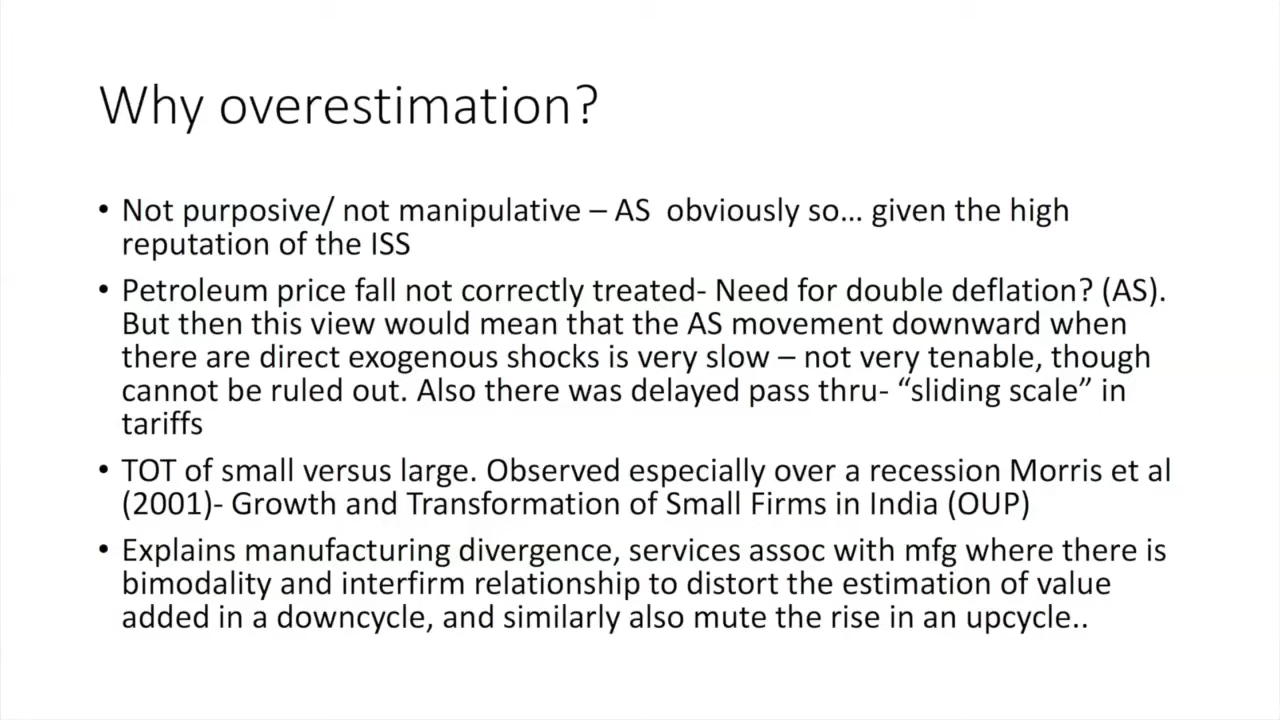 Why overestimation?
• Not purposive/ not manipulative – AS  obviously so… given the high
reputation of the ISS
• Petroleum price fall not correctly treated- Need for double deflation? (AS).
But then this view would mean that the AS movement downward when
there are direct exogenous shocks is very slow – not very tenable, though
cannot be ruled out. Also there was delayed pass thru- “sliding scale” in
tariffs
• TOT of small versus large. Observed especially over a recession Morris et al
(2001)- Growth and Transformation of Small Firms in India (OUP)
• Explains manufacturing divergence, services assoc with mfg where there is
bimodality and interfirm relationship to distort the estimation of value
added in a downcycle, and similarly also mute the rise in an upcycle..